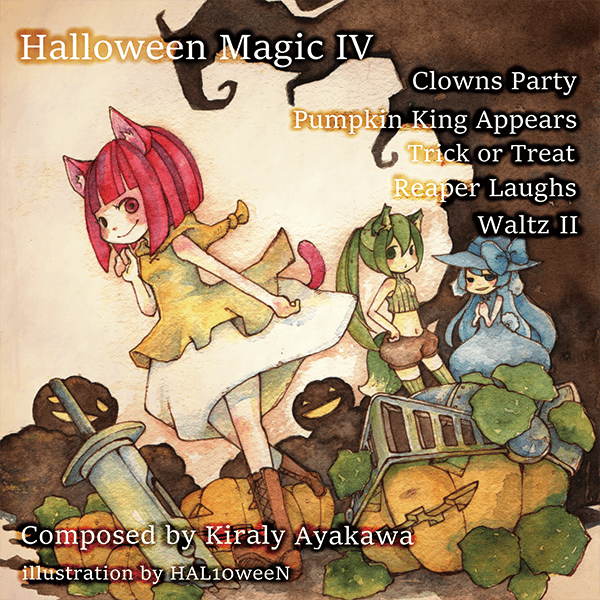 Halloween Magic IV
Clowns Party
Pumpkin King Appears
Trick or Treat
Reaper Laughs
Waltz II
Composed by Kiraly Ayakawa
illustration by HAL1oweeN